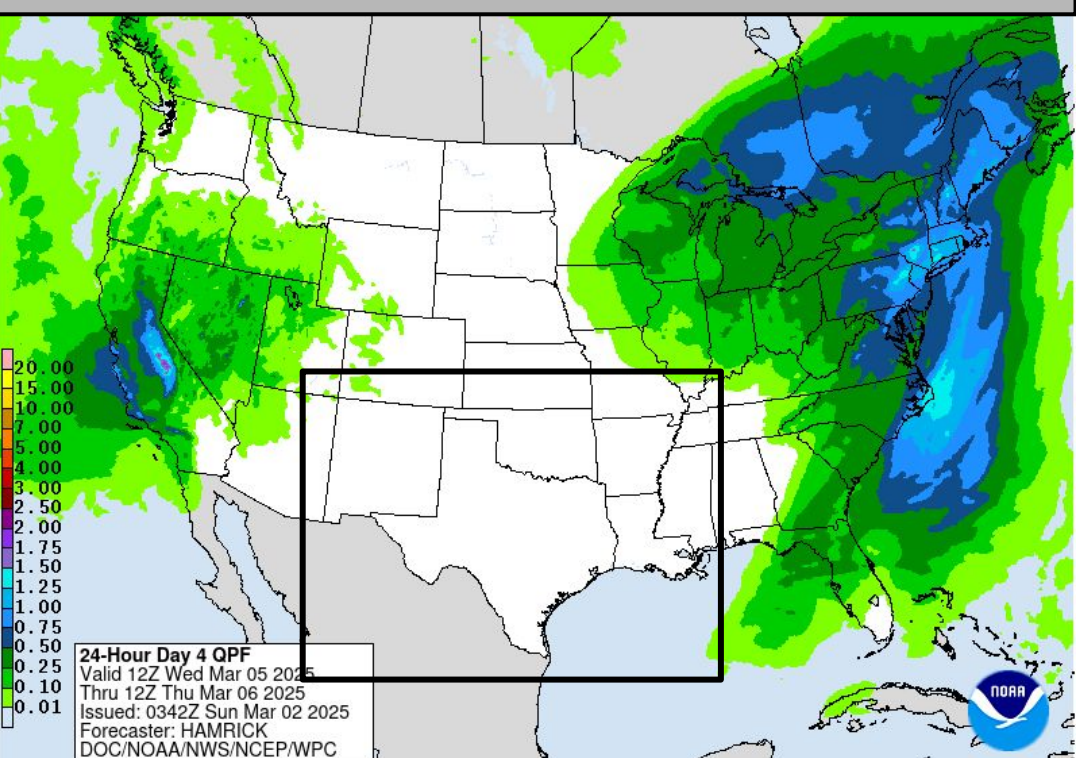 20.00
15.00
10.00
7.00
5.00
4.00
3.00
2.50
2.00
1.75
1.50
1.25
1.00
0.75
0.50
0.25
0.10
0.01
24-Hour Day 4 QPF
Valid 12Z Wed Mar 05 2025
Thru 12Z Thu Mar 06 2025
Issued: 0342Z Sun Mar 02 2025
Forecaster: HAMRICK
DOC/NOAA/NWS/NCEP/WPC
NOAA